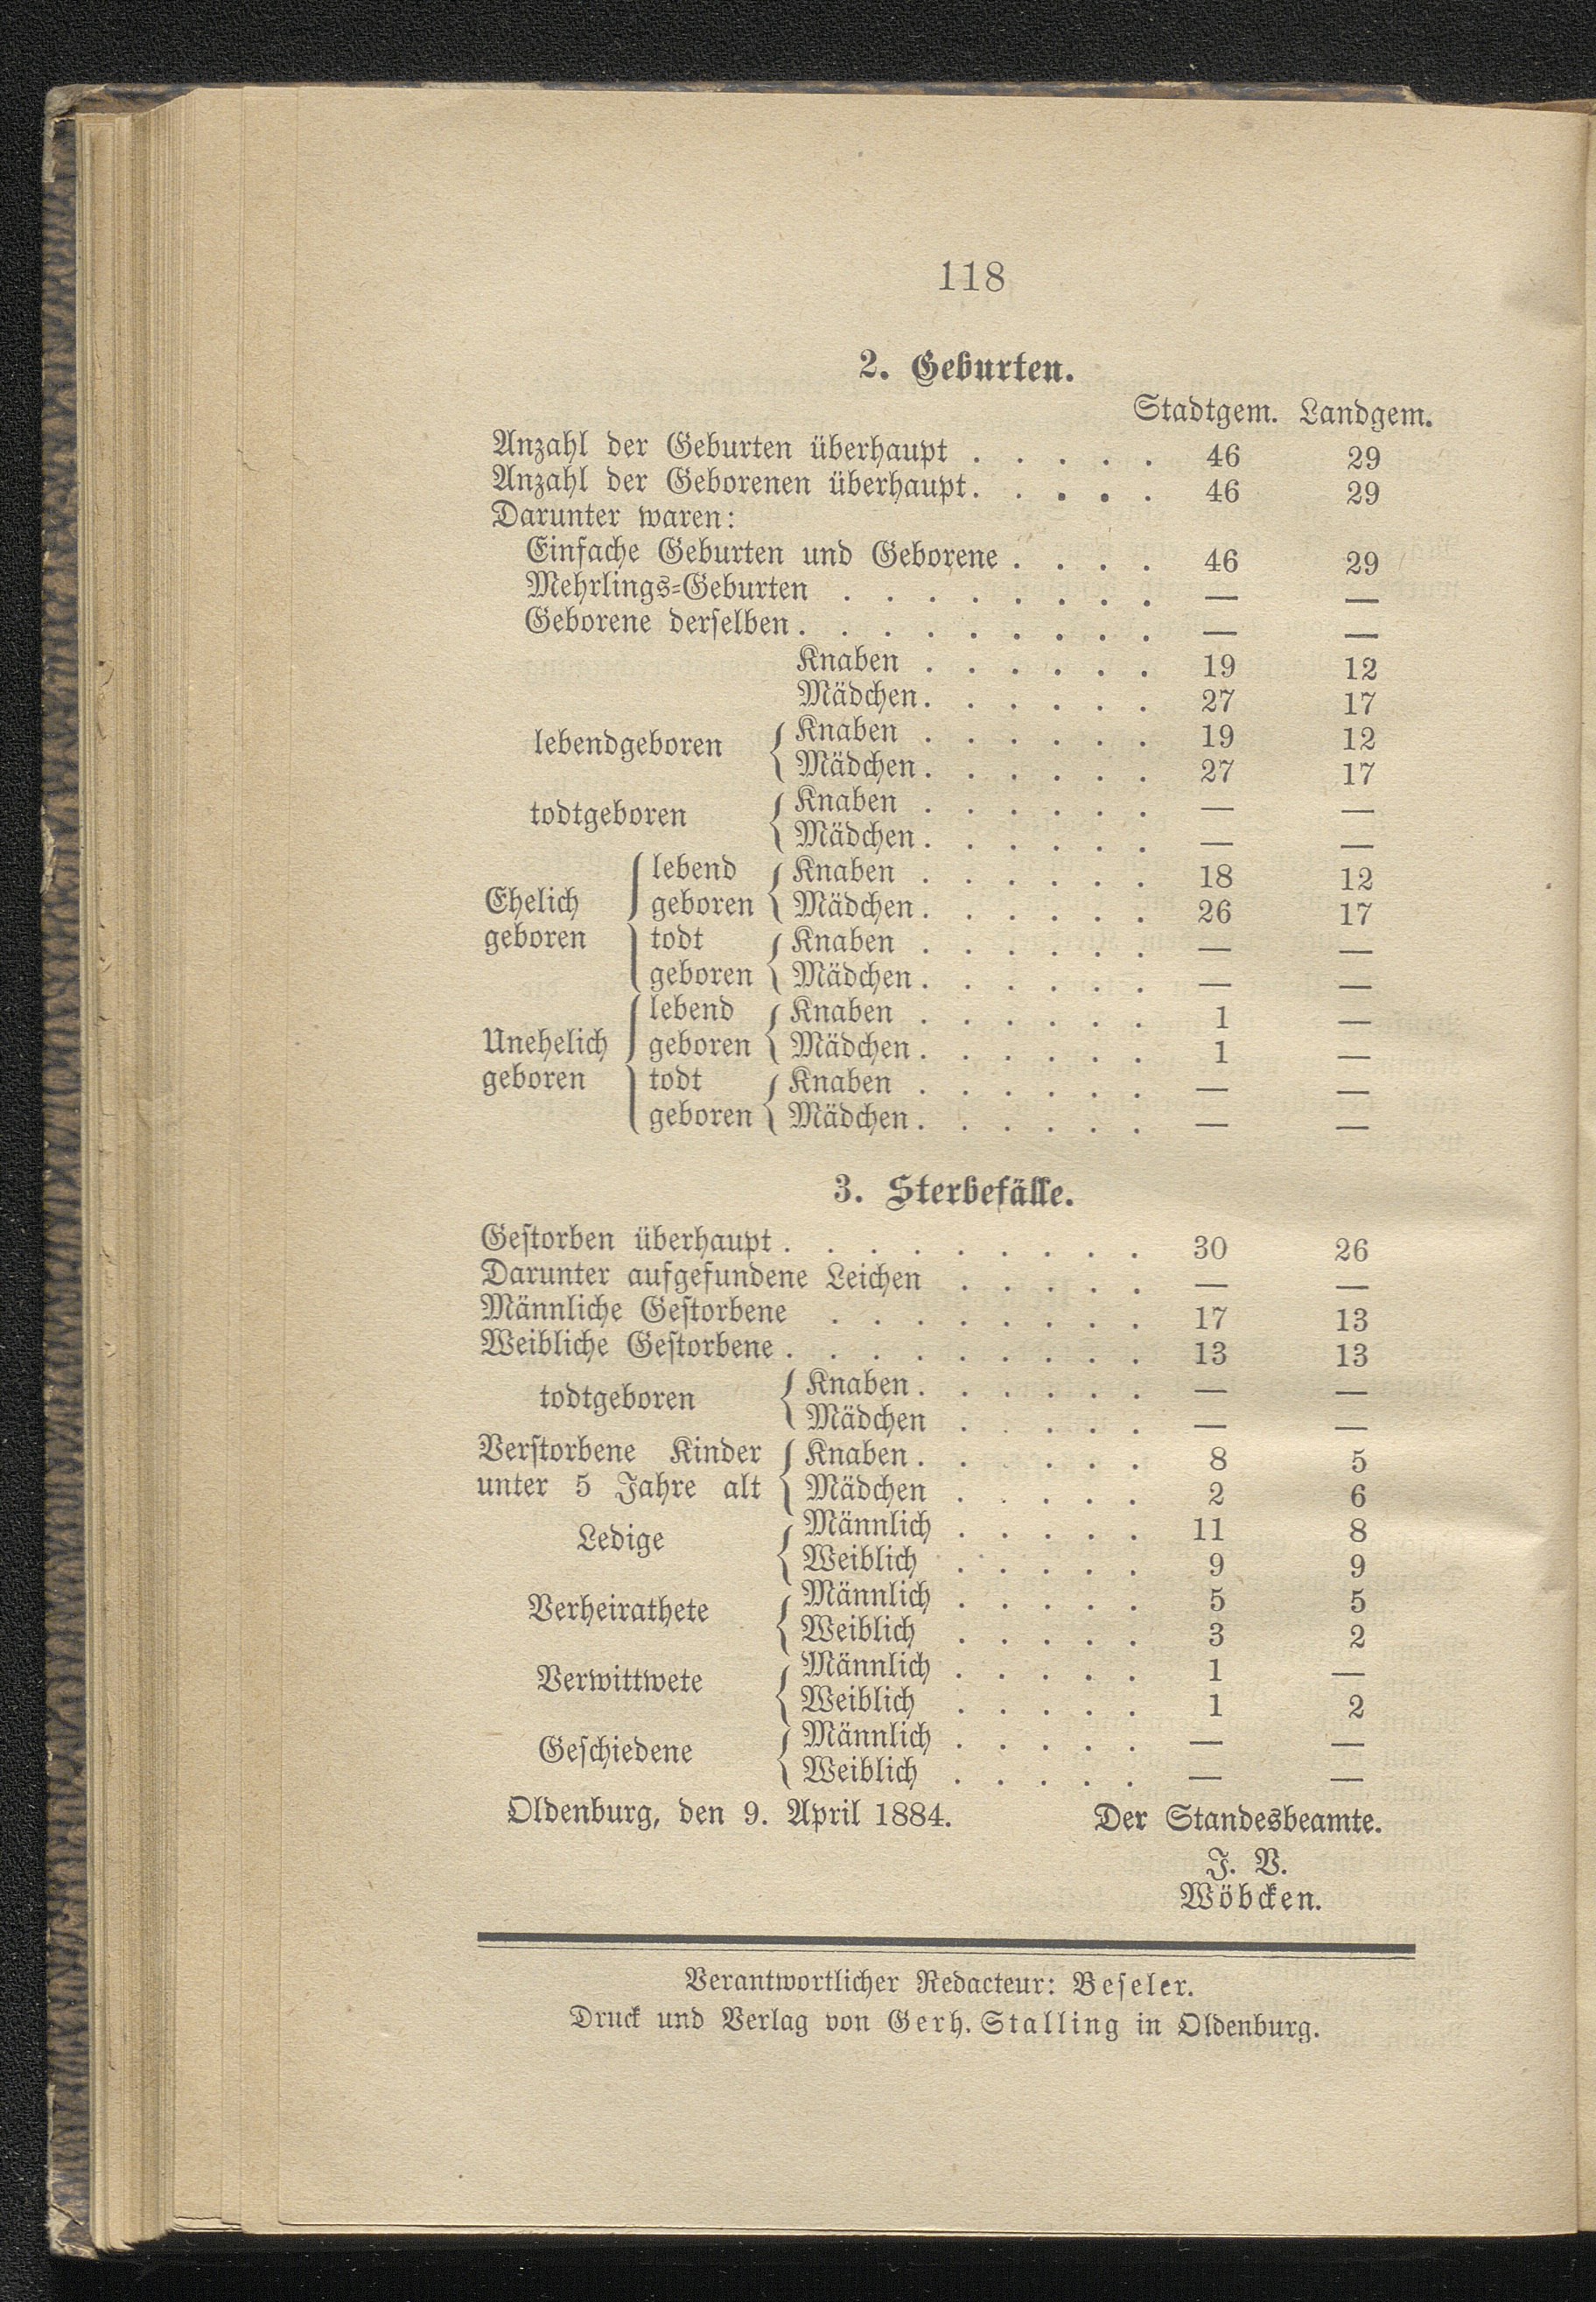 118
2. Geburten.
Stadtgem. Landgem.
Anzahl der Geburten überhaupt . . . . . 46 29
Anzahl der Geborenen überhaupt. . . . . 46 29
Darunter waren:
Einfache Geburten und Geborene . . . . 46 29
Mehrlings-Geburten . . . . . . . . — —
Geborene derselben. . . . . . . . . — —
Knaben . . . . . . 19 12
Mädchen. . . . . . 27 17
lebendgeboren { Knaben . . . . . . 19 12
Mädchen. . . . . . 27 17
todtgeboren { Knaben . . . . . . — —
Mädchen. . . . . . — —
lebend { Knaben . . . . . . 18 12
Ehelich geboren Mädchen. . . . . . 26 17
geboren todt { Knaben . . . . . . — —
geboren Mädchen. . . . . . — —
lebend { Knaben . . . . . . 1 —
Unehelich geboren Mädchen. . . . . . 1 —
geboren todt { Knaben . . . . . . — —
geboren Mädchen. . . . . . — —
3. Sterbefälle.
Gestorben überhaupt . . . . . . . . . 30 26
Darunter aufgefundene Leichen . . . . . — —
Männliche Gestorbene . . . . . . . . 17 13
Weibliche Gestorbene . . . . . . . . . 13 13
todtgeboren { Knaben. . . . . . — —
Mädchen . . . . . — —
Verstorbene Kinder { Knaben. . . . . . 8 5
unter 5 Jahre alt Mädchen . . . . . 2 6
Ledige { Männlich . . . . . 11 8
Weiblich . . . . . 9 9
Verheirathete { Männlich . . . . . 5 5
Weiblich . . . . . 3 2
Verwittwete { Männlich . . . . . 1 —
Weiblich . . . . . 1 2
Geschiedene { Männlich . . . . . — —
Weiblich . . . . . — —
Oldenburg, den 9. April 1884. Der Standesbeamte.
J. V.
Wöbcken.
Verantwortlicher Redacteur: Beseler.
Druck und Verlag von Gerh. Stalling in Oldenburg.